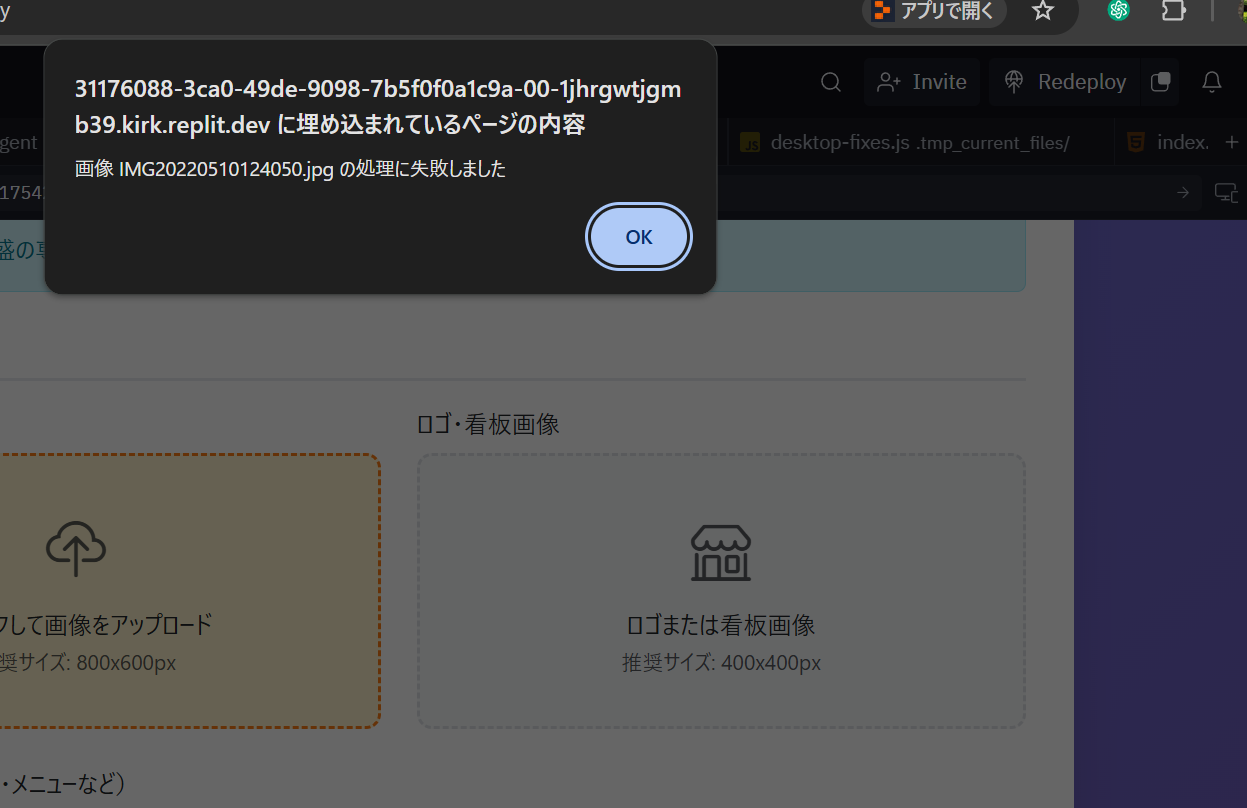 y
アプリで開く
31176088-3ca0-49de-9098-7b5f0f0a1c9a-00-1jhrgwtjgm
b39.kirk.replit.dev に埋め込まれているページの内容
画像 IMG20220510124050.jpg の処理に失敗しました
OK
Invite
Redeploy
gent
desktop-fixes.js .tmp_current_files/
index.
1754
盛の
ロゴ・看板画像
クして画像をアップロード
奨サイズ: 800x600px
ロゴまたは看板画像
推奨サイズ: 400x400px
・メニューなど）